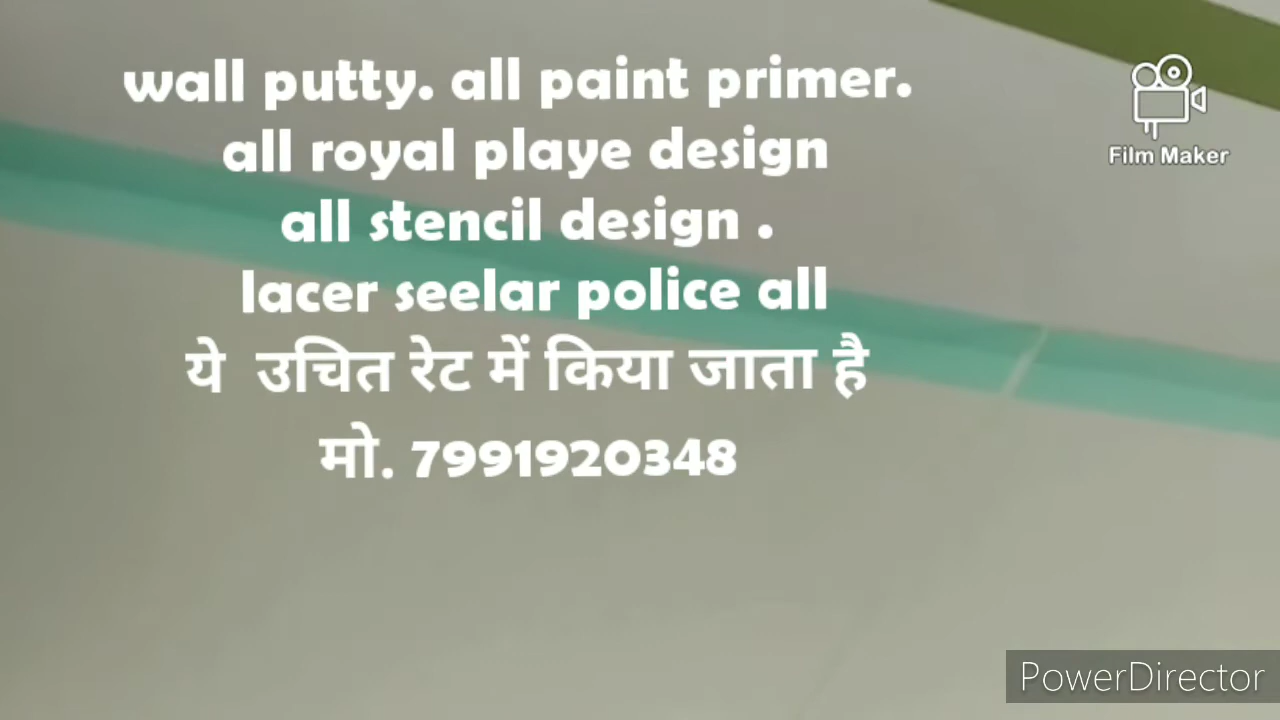 wall putty. all paint primer.
all royal playe design
all stencil design .
lacer seelar police all
ये उचित रेट में किया जाता है
मो. 7991920348
Film Maker
PowerDirector